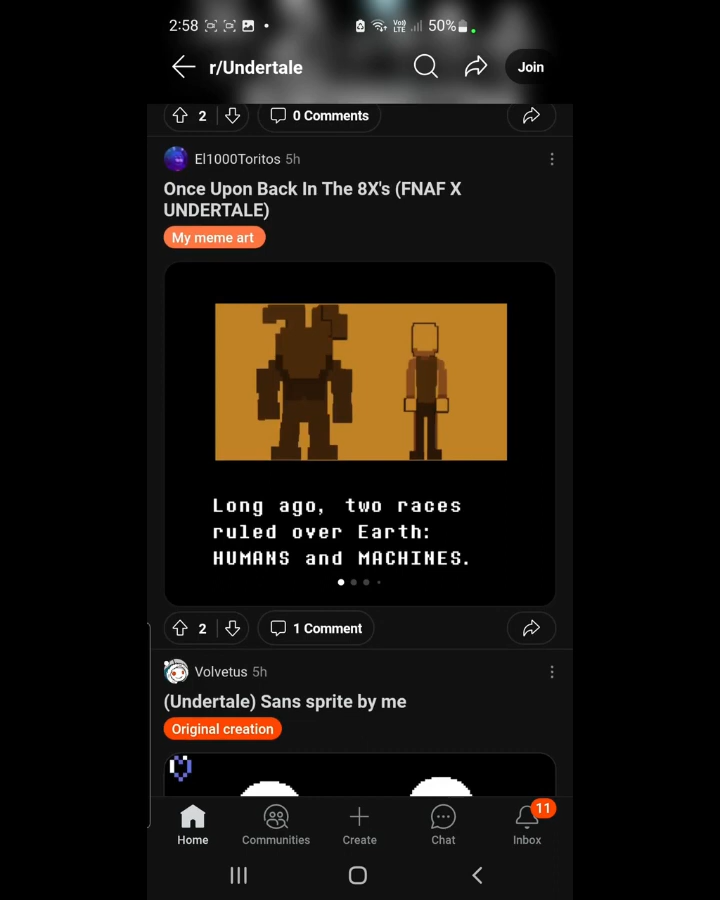 2:58
Vo)) LTE
50%
r/Undertale
Join
2
0 Comments
El1000Toritos 5h
Once Upon Back In The 8X's (FNAF X
UNDERTALE)
My meme art
Long ago, two races
ruled over Earth:
HUMANS and MACHINES.
2
1 Comment
Volvetus 5h
(Undertale) Sans sprite by me
Original creation
11
Home
Communities
Create
Chat
Inbox